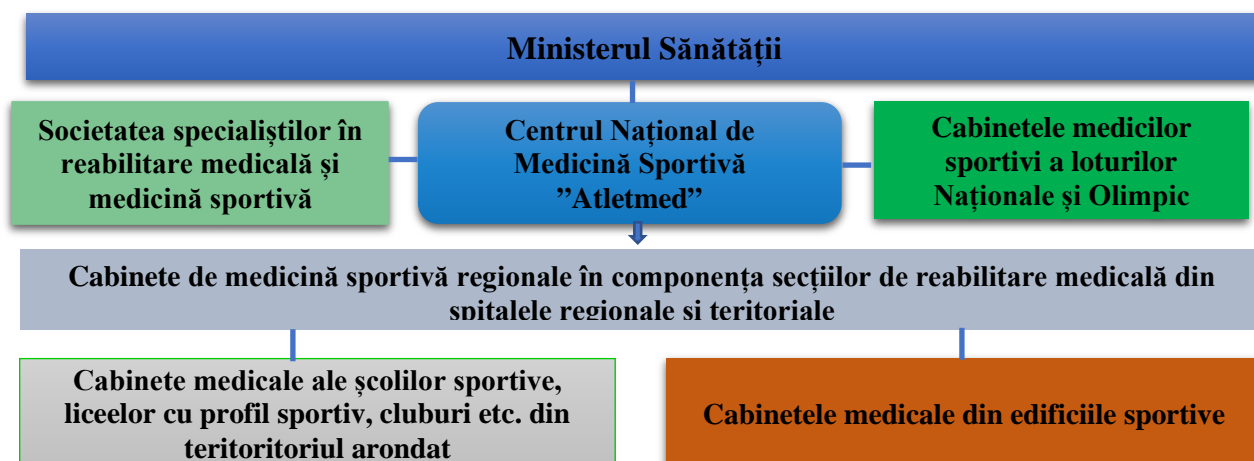 Ministerul Sănătății
Societatea specialiștilor în
reabilitare medicală și
medicină sportivă
Centrul Național de
Medicină Sportivă
”Atletmed”
Cabinetele medicilor
sportivi a loturilor
Naționale și Olimpic
Cabinete de medicină sportivă regionale în componența secțiilor de reabilitare medicală din
spitalele regionale și teritoriale
Cabinete medicale ale școlilor sportive,
liceelor cu profil sportiv, cluburi etc. din
teritoritoriul arondat
Cabinetele medicale din edificiile sportive